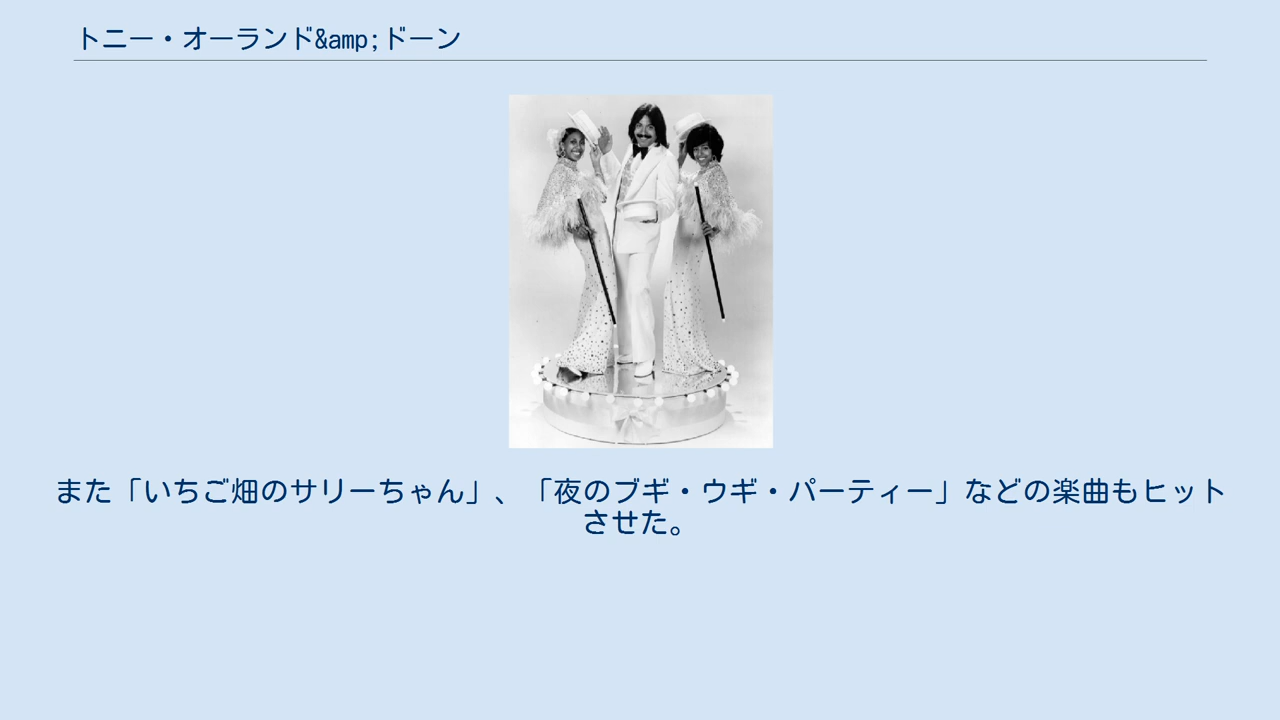 トニー・オーランド&amp;ドーン
また「いちご畑のサリーちゃん」、「夜のブギ・ウギ・パーティー」などの楽曲もヒット
させた。